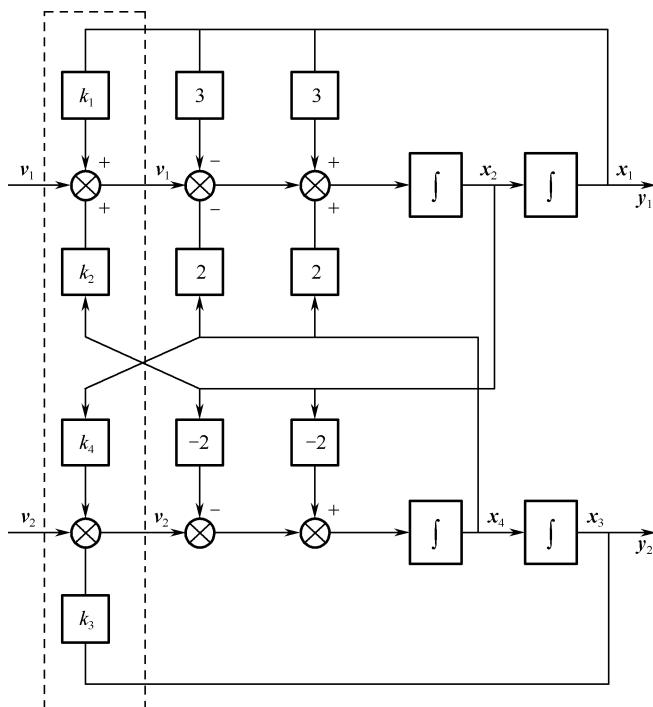 k₁ 3 3
+ − +
v₁ v₁ x₂ x₁
∫ ∫
+ − + y₁
k₂ 2 2
k₄ −2 −2
− +
v₂ v₂ x₄ x₃
∫ ∫
y₂
k₃